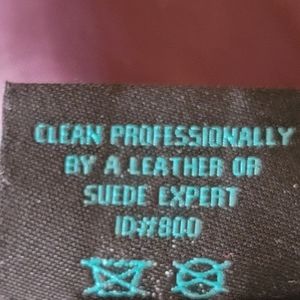 CLEAN PROFESSIONALLY
BY A LEATHER OR
SUEDE EXPERT
ID#800